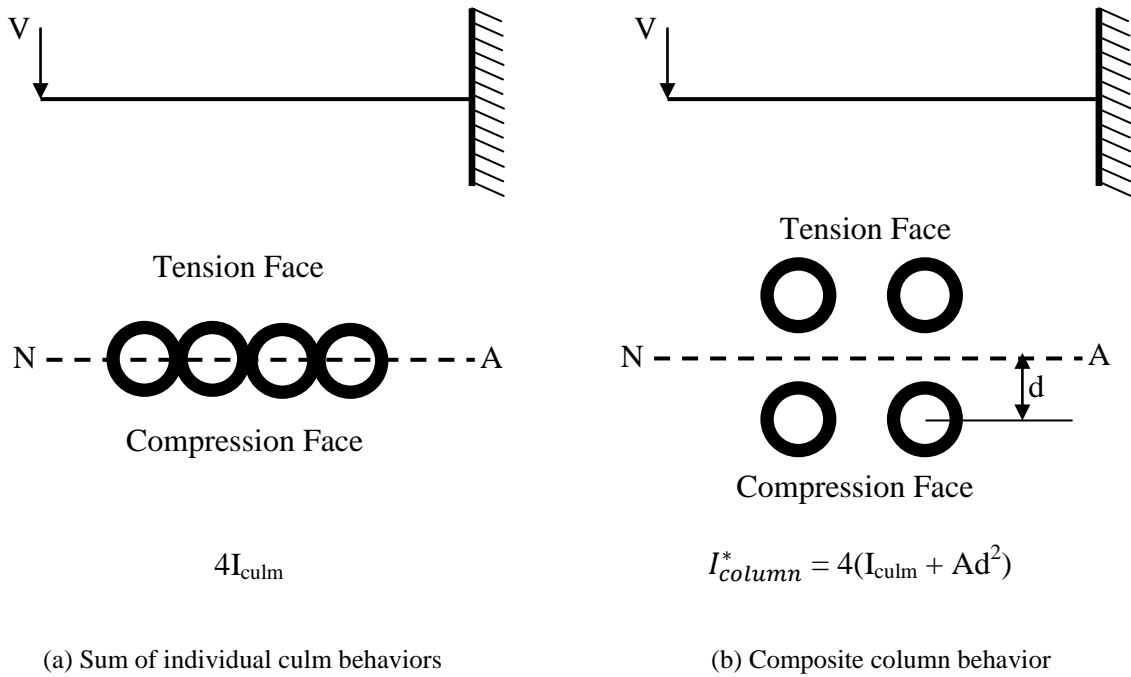 V
Tension Face
N A
Compression Face
4I_culm
(a) Sum of individual culm behaviors
V
Tension Face
N A
d
Compression Face
I*_column = 4(I_culm + Ad²)
(b) Composite column behavior